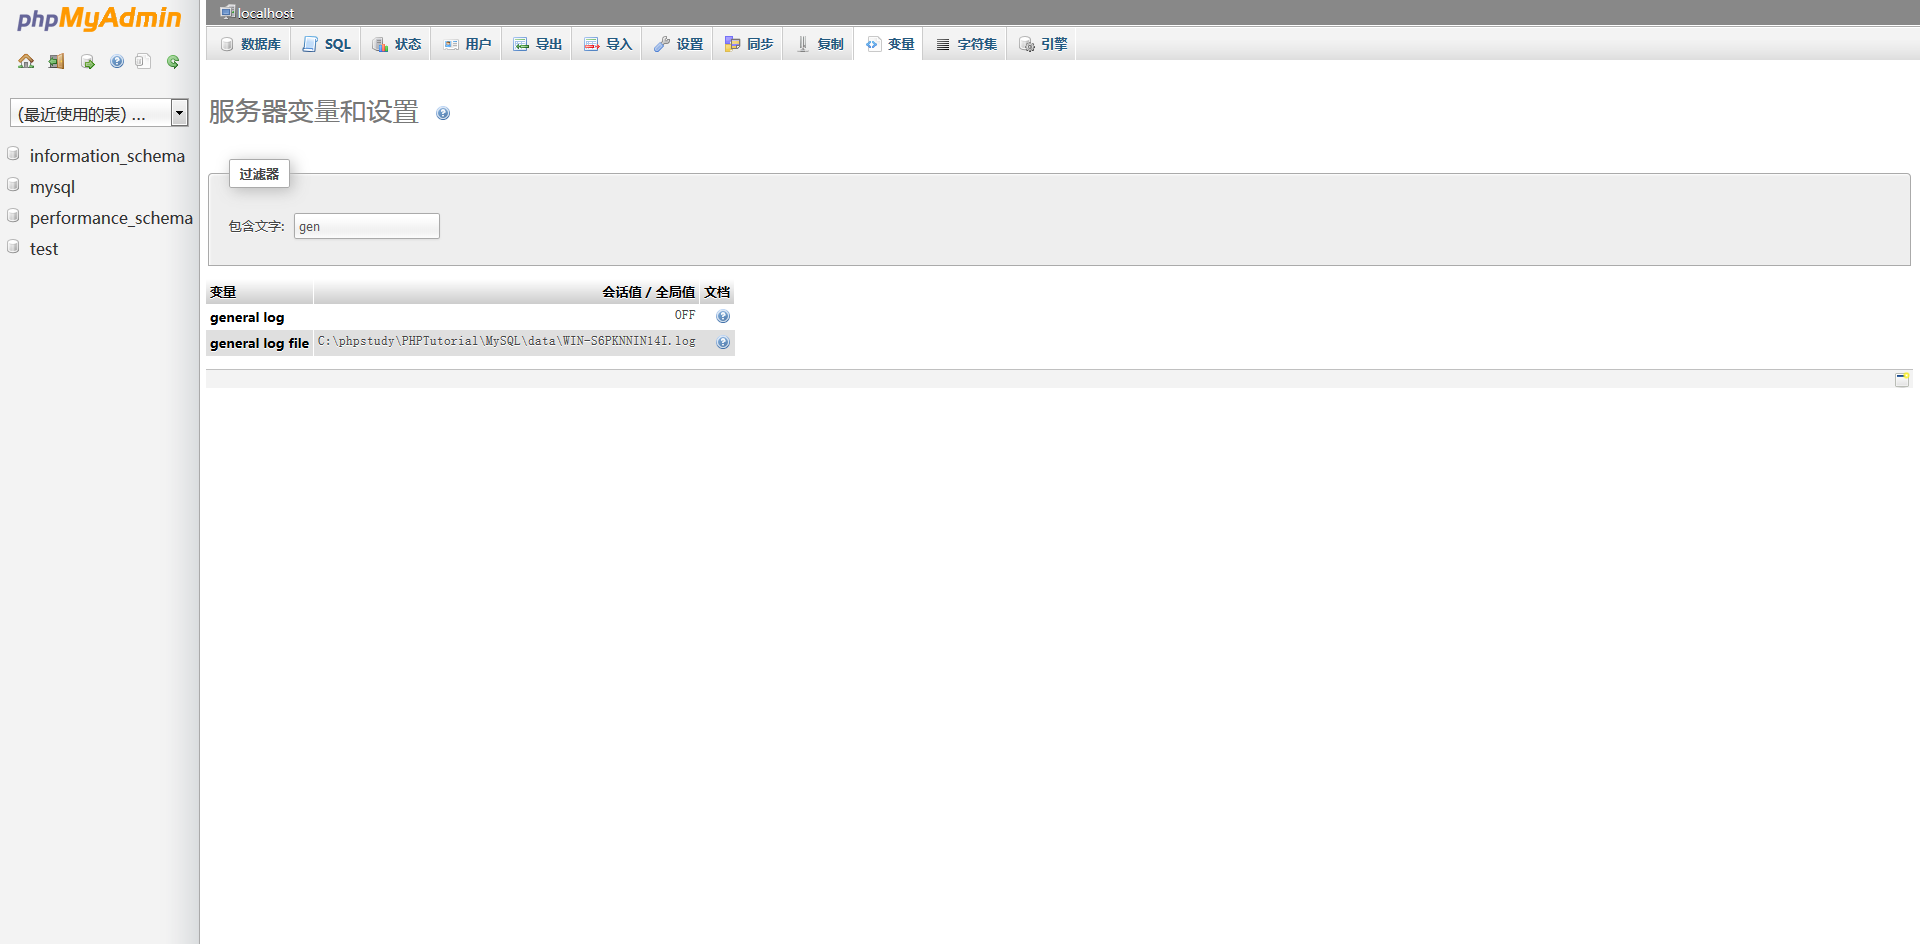 phpMyAdmin
(最近使用的表) ...
information_schema
mysql
performance_schema
test
localhost
数据库 SQL 状态 用户 导出 导入 设置 同步 复制 变量 字符集 引擎
服务器变量和设置
过滤器
包含文字: gen
变量 会话值 / 全局值 文档
general log OFF
general log file C:\phpstudy\PHPTutorial\MySQL\data\WIN-S6PKNNIN14I.log